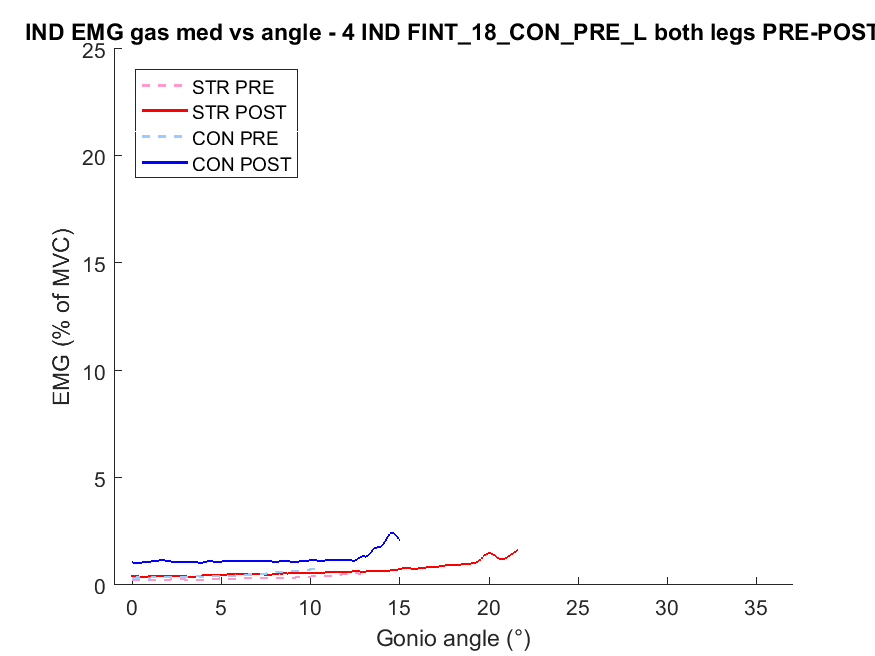 IND EMG gas med vs angle - 4 IND FINT_18_CON_PRE_L both legs PRE-POST
25
20
15
10
5
0
EMG (% of MVC)
STR PRE
STR POST
CON PRE
CON POST
0 5 10 15 20 25 30 35
Gonio angle (°)